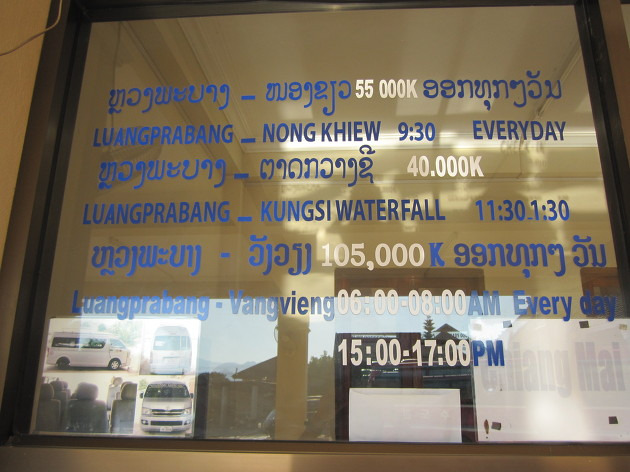 ຫຼວງພະບາງ – ໜອງຂຽວ 55 000K ອອກທຸກໆວັນ
LUANGPRABANG – NONG KHIEW 9:30 EVERYDAY
ຫຼວງພະບາງ – ຕາດກວາງຊີ 40.000K
LUANGPRABANG – KUNGSI WATERFALL 11:30_1:30
ຫຼວງພະບາງ - ວັງວຽງ 105,000 K ອອກທຸກໆ ວັນ
Luangprabang - Vangvieng 06:00-08:00 AM Every day
15:00-17:00 PM
Mai